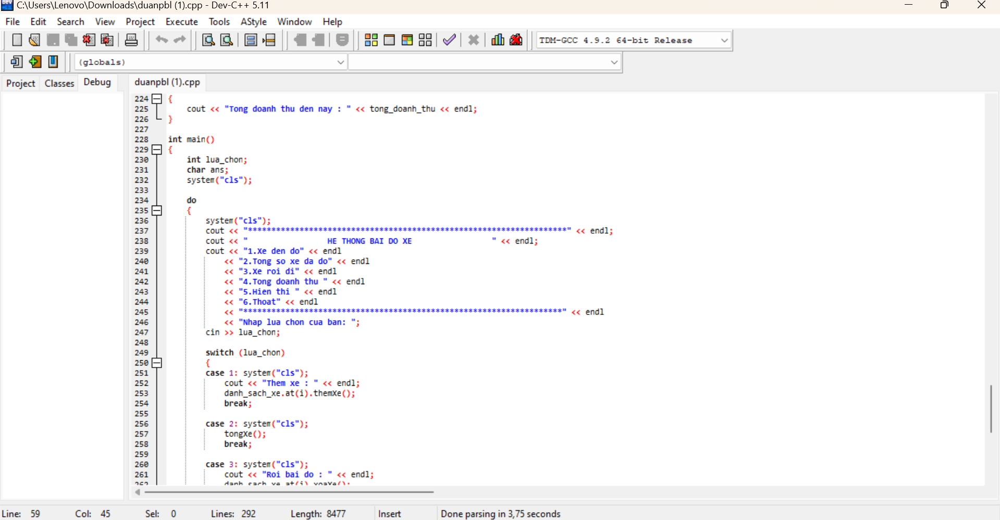 C:\Users\Lenovo\Downloads\duanpbl (1).cpp - Dev-C++ 5.11
File Edit Search View Project Execute Tools AStyle Window Help
TDM-GCC 4.9.2 64-bit Release
(globals)
Project Classes Debug duanpbl (1).cpp
224 {
225 cout << "Tong doanh thu den nay : " << tong_doanh_thu << endl;
226 }
227
228 int main()
229 {
230 int lua_chon;
231 char ans;
232 system("cls");
233
234 do
235 {
236 system("cls");
237 cout << "********************************************************************" << endl;
238 cout << " HE THONG BAI DO XE " << endl;
239 cout << "1.Xe den do" << endl
240 << "2.Tong so xe da do" << endl
241 << "3.Xe roi di" << endl
242 << "4.Tong doanh thu " << endl
243 << "5.Hien thi " << endl
244 << "6.Thoat" << endl
245 << "********************************************************************" << endl
246 << "Nhap lua chon cua ban: ";
247 cin >> lua_chon;
248
249 switch (lua_chon)
250 {
251 case 1: system("cls");
252 cout << "Them xe : " << endl;
253 danh_sach_xe.at(i).themXe();
254 break;
255
256 case 2: system("cls");
257 tongXe();
258 break;
259
260 case 3: system("cls");
261 cout << "Roi bai do : " << endl;
262 danh_sach_xe.at(i).xoaXe();
Line: 59 Col: 45 Sel: 0 Lines: 292 Length: 8477 Insert Done parsing in 3,75 seconds